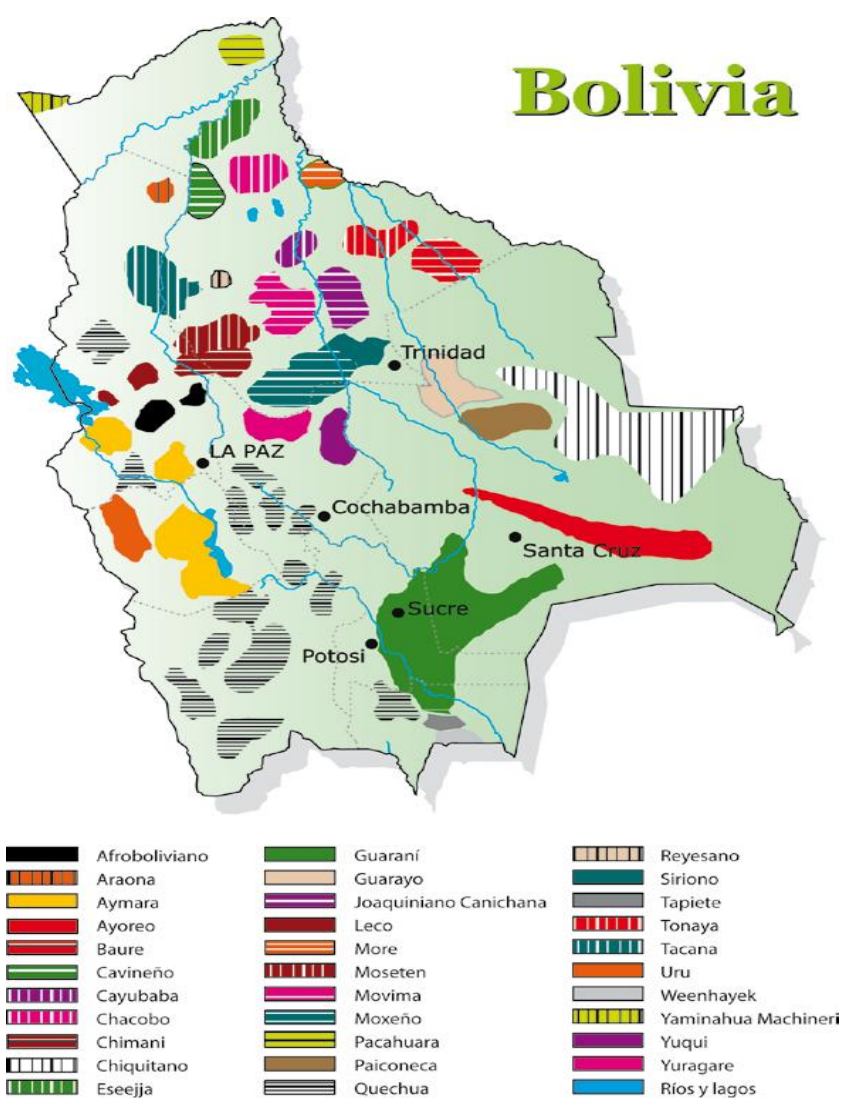 Bolivia
Trinidad
LA PAZ
Cochabamba
Santa Cruz
Sucre
Potosi
Afroboliviano
Araona
Aymara
Ayoreo
Baure
Cavineño
Cayubaba
Chacobo
Chimani
Chiquitano
Eseejja
Guaraní
Guarayo
Joaquiniano Canichana
Leco
More
Moseten
Movima
Moxeño
Pacahuara
Paiconeca
Quechua
Reyesano
Siriono
Tapiete
Tonaya
Tacana
Uru
Weenhayek
Yaminahua Machineri
Yuqui
Yuragare
Ríos y lagos